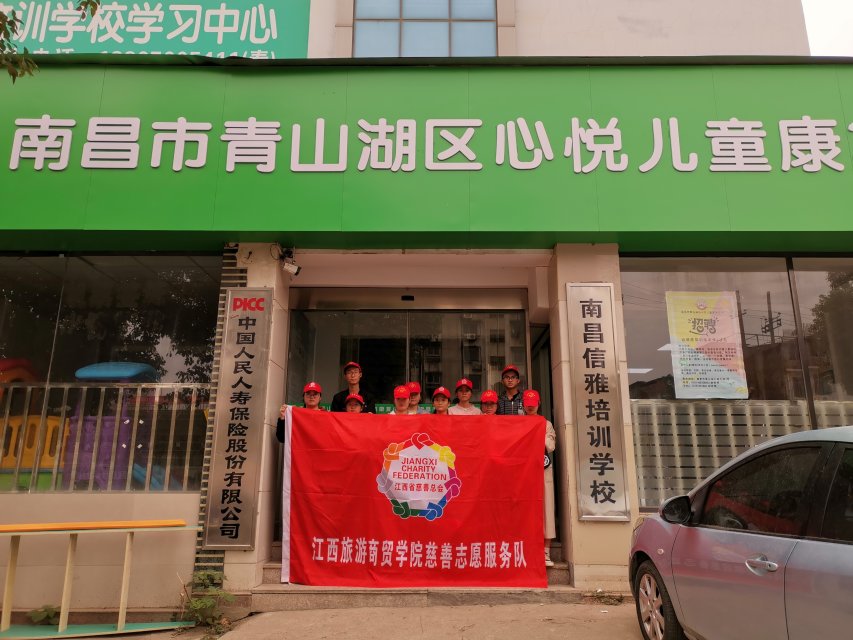 训学校学习中心
南昌市青山湖区心悦儿童康
PICC
中国人民人寿保险股份有限公司
南昌信雅培训学校
招聘
JIANGXI
CHARITY
FEDERATION
江西省慈善总会
江西旅游商贸学院慈善志愿服务队